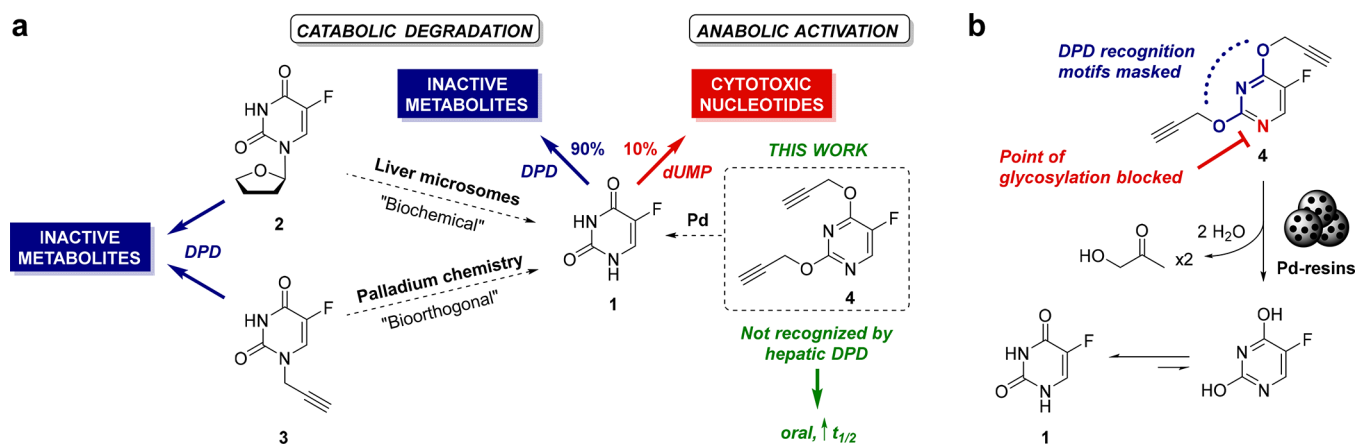 a
CATABOLIC DEGRADATION
ANABOLIC ACTIVATION
INACTIVE
METABOLITES
CYTOTOXIC
NUCLEOTIDES
90%
DPD
10%
dUMP
THIS WORK
O
F
HN
O
N
O
2
Liver microsomes
"Biochemical"
INACTIVE
METABOLITES
DPD
Palladium chemistry
"Bioorthogonal"
O
F
HN
O
N
3
O
F
HN
O
N
H
1
Pd
O
F
N
O
N
4
Not recognized by
hepatic DPD
oral, ↑ t1/2
b
DPD recognition
motifs masked
O
F
N
O
N
4
Point of
glycosylation blocked
2 H2O
O
HO
x2
Pd-resins
O
F
HN
O
N
H
1
OH
F
N
HO
N